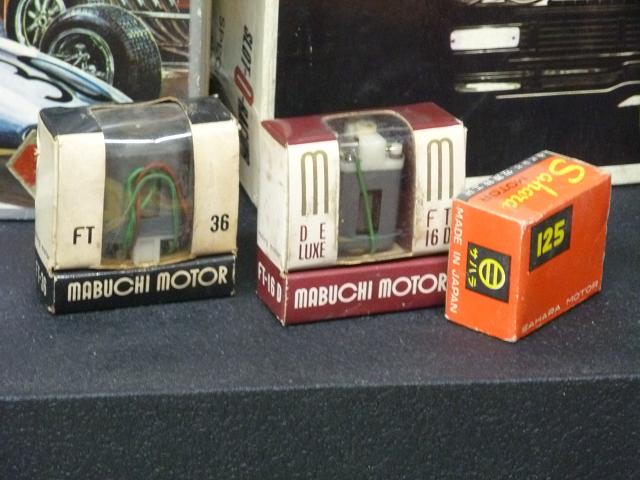 FT
36
MABUCHI MOTOR
m
DE
LUXE
m
FT
16 D
FT-16 D
MABUCHI MOTOR
Sahara
MOTOR
125
MADE IN JAPAN
SAHARA MOTOR